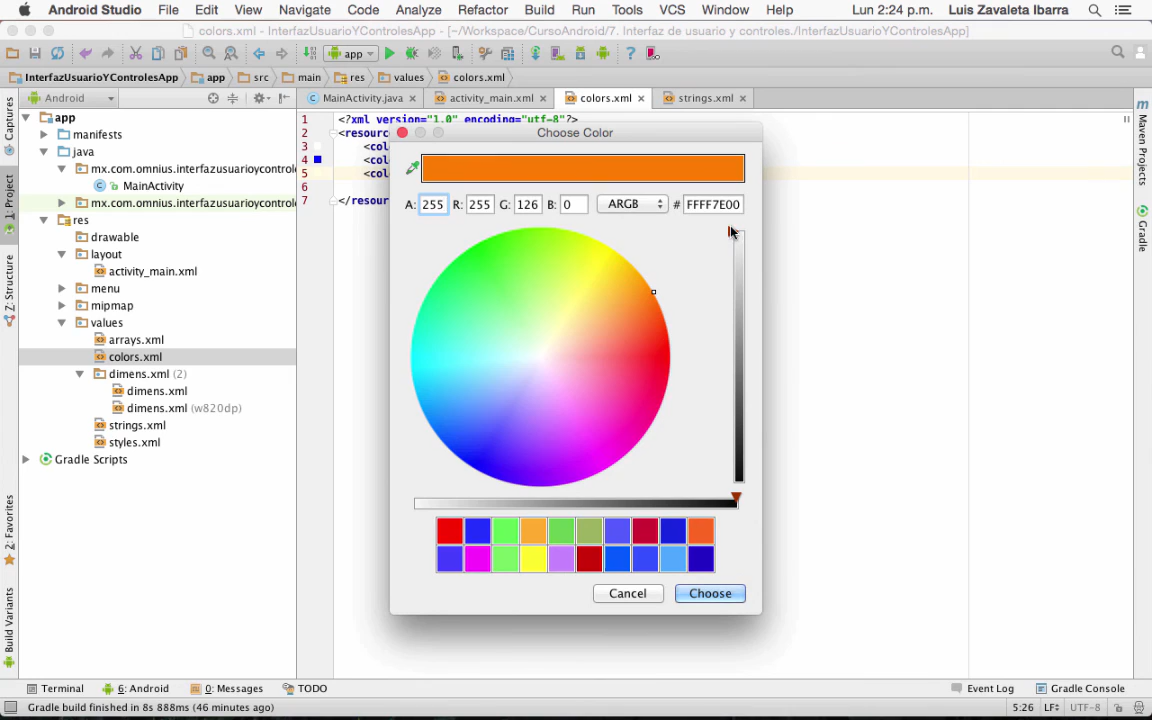 Android Studio File Edit View Navigate Code Analyze Refactor Build Run Tools VCS Window Help Lun 2:24 p.m. Luis Zavaleta Ibarra
colors.xml - InterfazUsuarioYControlesApp - [~/Workspace/CursoAndroid/7. Interfaz de usuario y controles./InterfazUsuarioYControlesApp]
app
InterfazUsuarioYControlesApp app src main res values colors.xml
Android MainActivity.java activity_main.xml colors.xml strings.xml
Captures
1: Project
Z: Structure
2: Favorites
Build Variants
app
manifests
java
mx.com.omnius.interfazusuarioycontrole
MainActivity
mx.com.omnius.interfazusuarioycontrole
res
drawable
layout
activity_main.xml
menu
mipmap
values
arrays.xml
colors.xml
dimens.xml (2)
dimens.xml
dimens.xml (w820dp)
strings.xml
styles.xml
Gradle Scripts
1 <?xml version="1.0" encoding="utf-8"?>
2 <resourc
3 <col
4 <col
5 <col
6
7 </resour
Choose Color
A: 255 R: 255 G: 126 B: 0 ARGB # FFFF7E00
Cancel Choose
Maven Projects
Gradle
Terminal 6: Android 0: Messages TODO Event Log Gradle Console
Gradle build finished in 8s 888ms (46 minutes ago) 5:26 LF÷ UTF-8÷